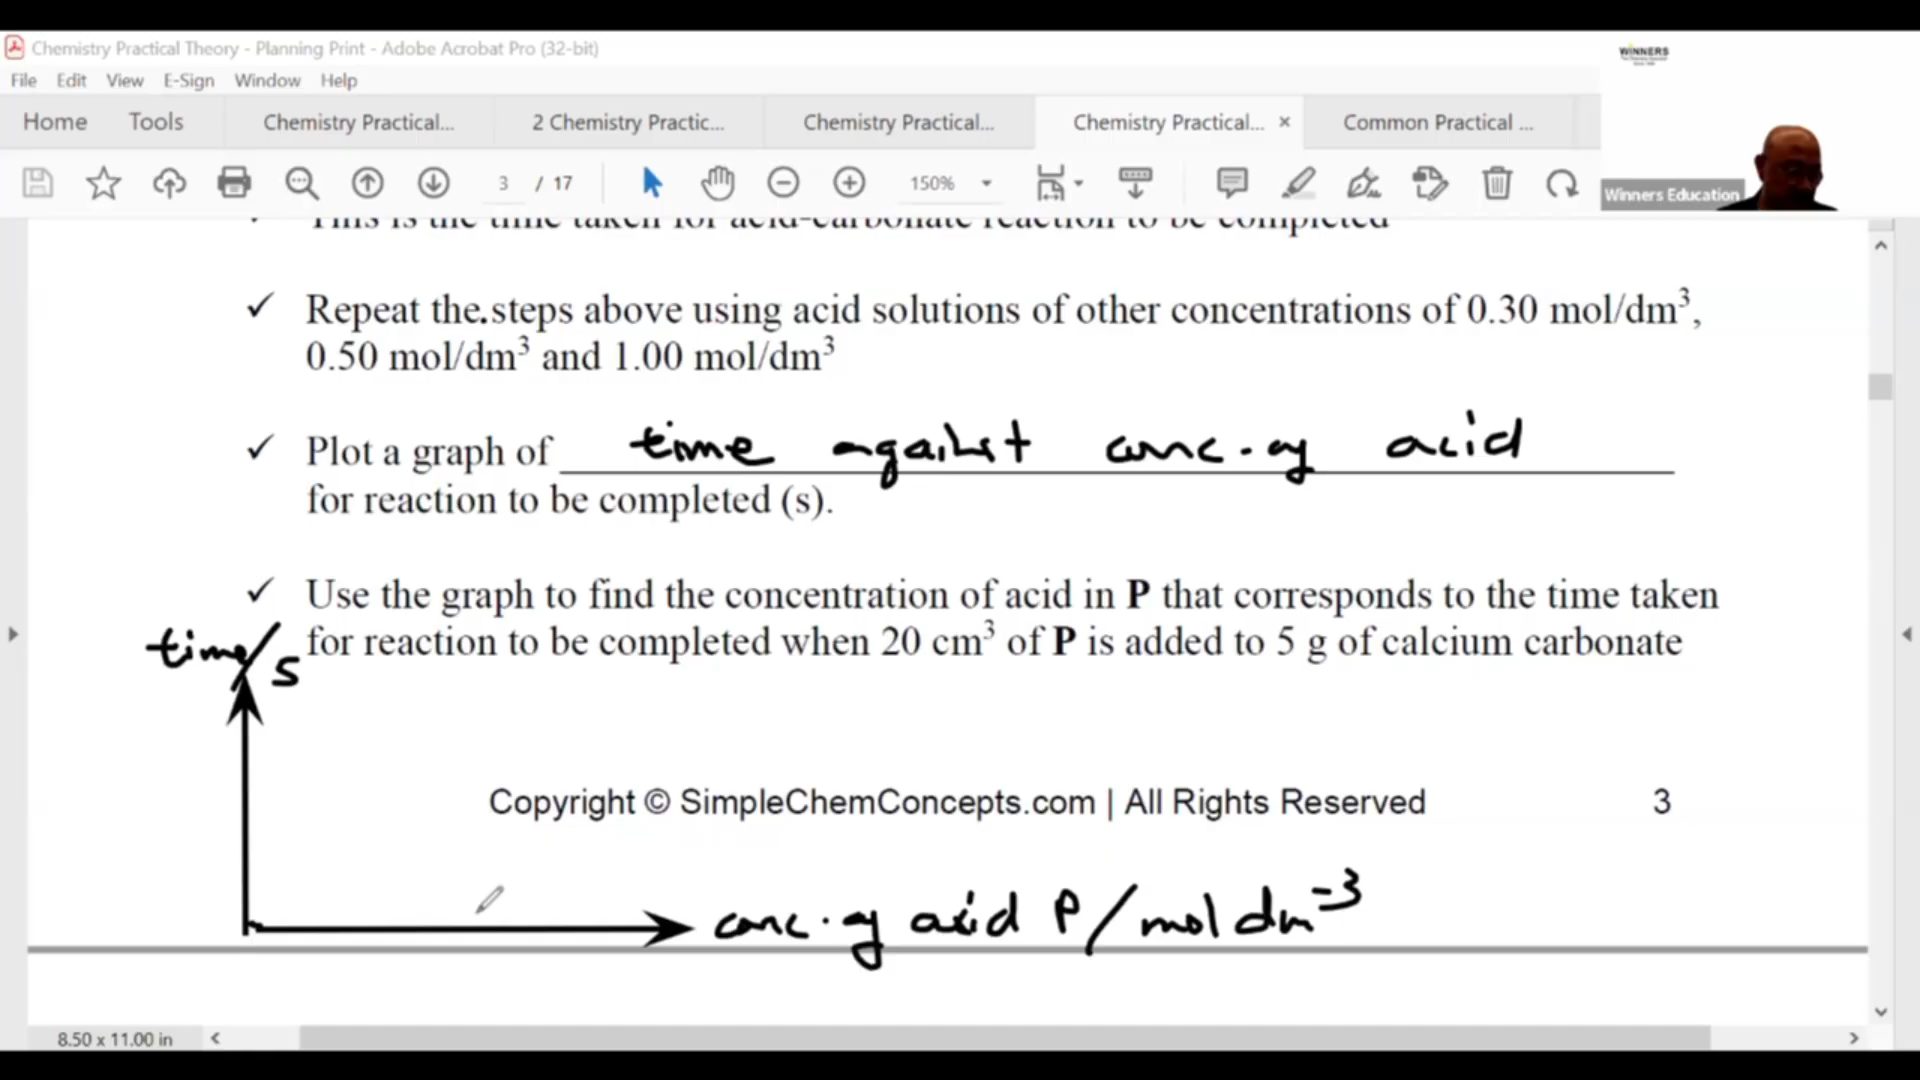 Chemistry Practical Theory - Planning Print - Adobe Acrobat Pro (32-bit)
WINNERS
File Edit View E-Sign Window Help
Home Tools Chemistry Practical... 2 Chemistry Practic... Chemistry Practical... Chemistry Practical... × Common Practical ...
3 / 17 150%
Winners Education
This is the time taken for acid-carbonate reaction to be completed
✓ Repeat the.steps above using acid solutions of other concentrations of 0.30 mol/dm³,
0.50 mol/dm³ and 1.00 mol/dm³
✓ Plot a graph of time against conc. of acid
for reaction to be completed (s).
✓ Use the graph to find the concentration of acid in P that corresponds to the time taken
for reaction to be completed when 20 cm³ of P is added to 5 g of calcium carbonate
time/s
Copyright © SimpleChemConcepts.com | All Rights Reserved 3
conc. of acid P/mol dm⁻³
8.50 x 11.00 in